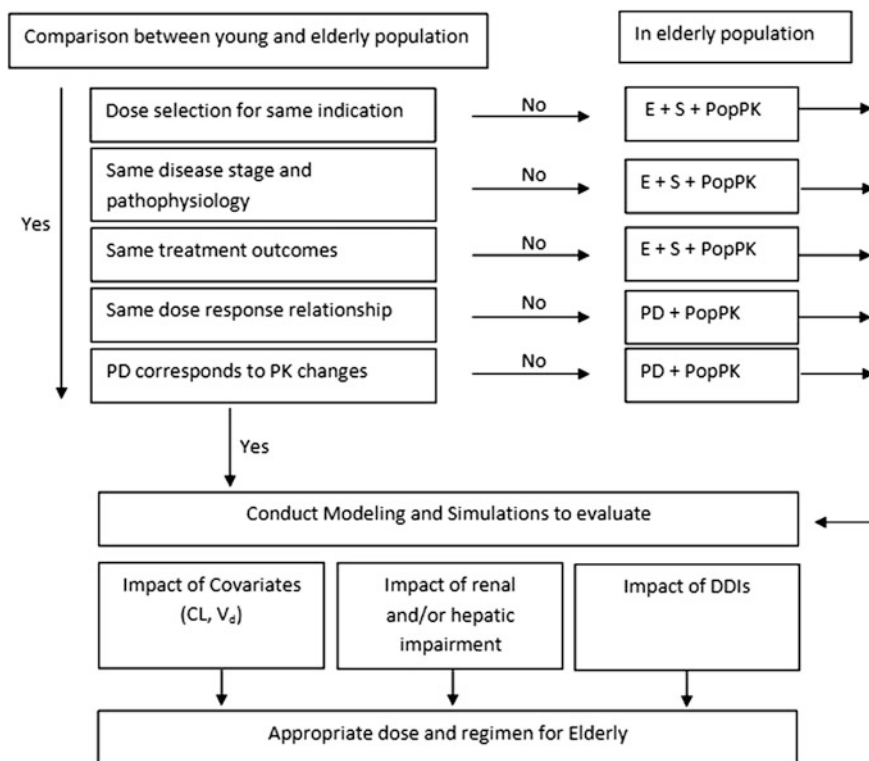 Comparison between young and elderly population
In elderly population
Dose selection for same indication
No
E + S + PopPK
Same disease stage and
pathophysiology
No
E + S + PopPK
Yes
Same treatment outcomes
No
E + S + PopPK
Same dose response relationship
No
PD + PopPK
PD corresponds to PK changes
No
PD + PopPK
Yes
Conduct Modeling and Simulations to evaluate
Impact of Covariates
(CL, Vd)
Impact of renal
and/or hepatic
impairment
Impact of DDIs
Appropriate dose and regimen for Elderly